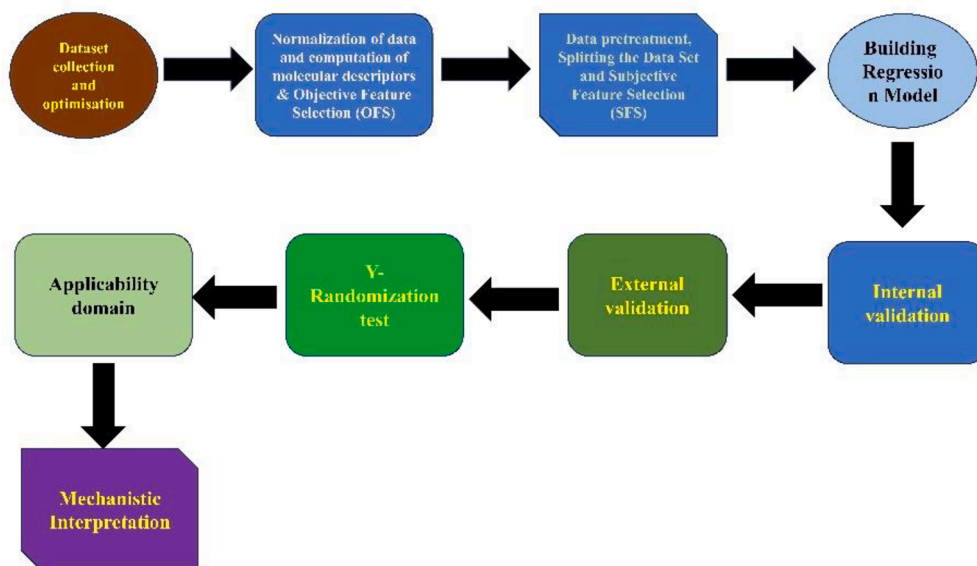 Dataset
collection
and
optimisation
Normalization of data
and computation of
molecular descriptors
& Objective Feature
Selection (OFS)
Data pretreatment,
Splitting the Data Set
and Subjective
Feature Selection
(SFS)
Building
Regressio
n Model
Internal
validation
External
validation
Y-
Randomization
test
Applicability
domain
Mechanistic
Interpretation